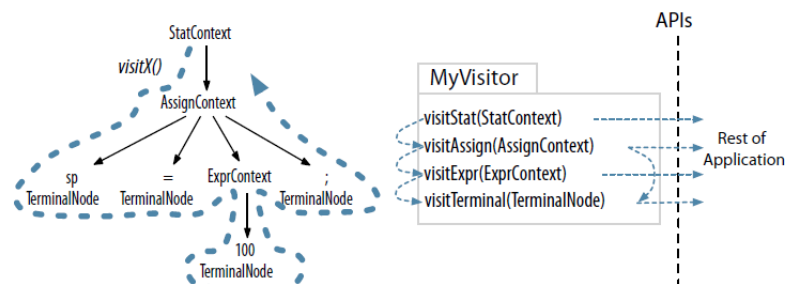 StatContext
visitX()
AssignContext
sp
TerminalNode
=
TerminalNode
ExprContext
;
TerminalNode
100
TerminalNode
APIs
MyVisitor
visitStat(StatContext)
visitAssign(AssignContext)
visitExpr(ExprContext)
visitTerminal(TerminalNode)
Rest of
Application